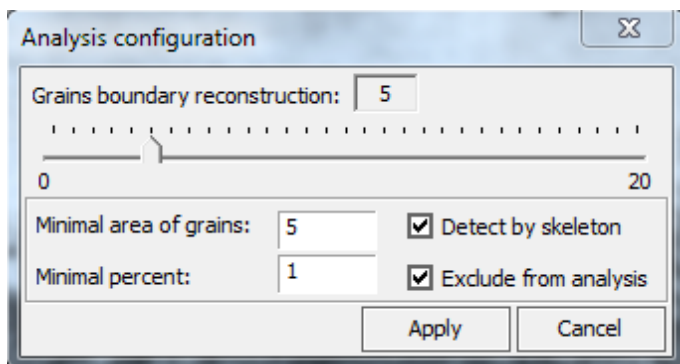 Analysis configuration
Grains boundary reconstruction: 5
0 20
Minimal area of grains: 5 Detect by skeleton
Minimal percent: 1 Exclude from analysis
Apply Cancel